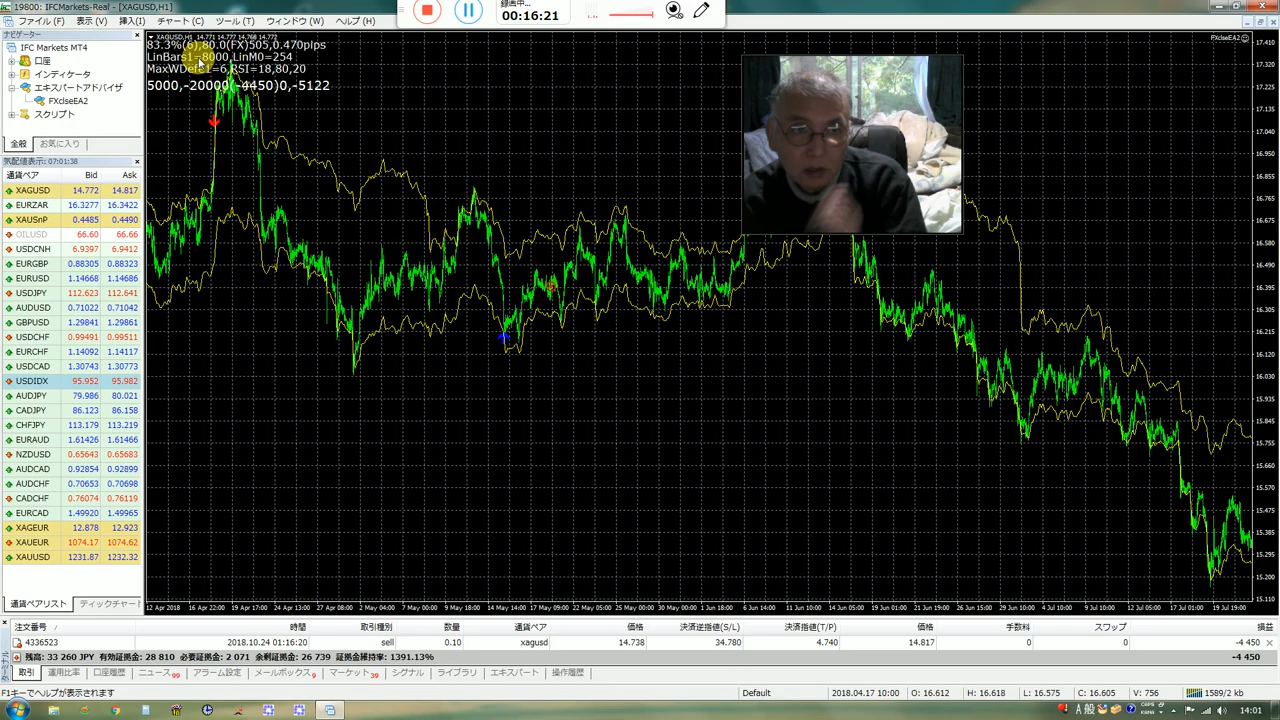 19800: IFCMarkets-Real - [XAGUSD,H1]
ファイル (F) 表示 (V) 挿入(I) チャート (C) ツール (T) ウィンドウ (W) ヘルプ (H)
録画中...
00:16:21
ナビゲーター
IFC Markets MT4
口座
インディケータ
エキスパートアドバイザ
FXclseEA2
スクリプト
全般 お気に入り
気配値表示: 07:01:38
通貨ペア Bid Ask
XAGUSD 14.772 14.817
EURZAR 16.3277 16.3422
XAUSnP 0.4485 0.4490
OILUSD 66.60 66.66
USDCNH 6.9397 6.9412
EURGBP 0.88305 0.88323
EURUSD 1.14668 1.14686
USDJPY 112.623 112.641
AUDUSD 0.71022 0.71042
GBPUSD 1.29841 1.29861
USDCHF 0.99491 0.99511
EURCHF 1.14092 1.14117
USDCAD 1.30743 1.30773
USDIDX 95.952 95.982
AUDJPY 79.986 80.021
CADJPY 86.123 86.158
CHFJPY 113.179 113.219
EURAUD 1.61426 1.61466
NZDUSD 0.65643 0.65683
AUDCAD 0.92854 0.92899
AUDCHF 0.70653 0.70698
CADCHF 0.76074 0.76119
EURCAD 1.49920 1.49965
XAGEUR 12.878 12.923
XAUEUR 1074.17 1074.62
XAUUSD 1231.87 1232.32
通貨ペアリスト ティックチャート
XAGUSD,H1 14.771 14.777 14.768 14.772
83.3%(6),80.0(FX)505,0.470pips
LinBars1=8000,LinM0=254
5000,-20000(-4450)0,-5122
FXclseEA2
17.410
17.320
17.225
17.130
17.040
16.950
16.855
16.765
16.675
16.580
16.490
16.395
16.305
16.215
16.120
16.030
15.935
15.845
15.755
15.660
15.570
15.475
15.385
15.295
15.200
15.110
12 Apr 2018 16 Apr 22:00 19 Apr 17:00 24 Apr 13:00 27 Apr 08:00 2 May 04:00 7 May 00:00 9 May 18:00 14 May 14:00 17 May 09:00 22 May 05:00 25 May 00:00 30 May 00:00 1 Jun 18:00 6 Jun 14:00 11 Jun 10:00 14 Jun 05:00 19 Jun 01:00 21 Jun 19:00 26 Jun 15:00 29 Jun 10:00 4 Jul 01:00 9 Jul 10:00 12 Jul 05:00 17 Jul 01:00 19 Jul 19:00
注文番号 時間 取引種別 数量 通貨ペア 価格 決済逆指値(S/L) 決済指値(T/P) 価格 手数料 スワップ 損益
4336523 2018.10.24 01:16:20 sell 0.10 xagusd 14.738 34.780 4.740 14.817 0 0 -4 450
残高: 33 260 JPY 有効証拠金: 28 810 必要証拠金: 2 071 余剰証拠金: 26 739 証拠金維持率: 1391.13% -4 450
取引 運用比率 口座履歴 ニュース99 アラーム設定 メールボックス9 マーケット39 シグナル ライブラリ エキスパート 操作履歴
F1キーでヘルプが表示されます Default 2018.04.17 10:00 O: 16.612 H: 16.618 L: 16.575 C: 16.605 V: 756 1589/2 kb
A 般 CAPS KANA 14:01